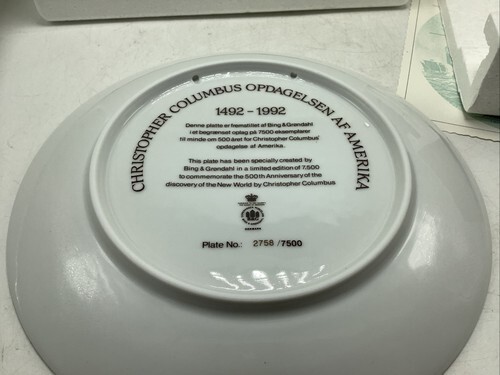 CHRISTOPHER COLUMBUS OPDAGELSEN AF AMERIKA
1492 - 1992
Denne platte er fremstillet af Bing & Grøndahl
i et begrænset oplag på 7500 eksemplarer
til minde om 500 året for Christopher Columbus'
opdagelse af Amerika.
This plate has been specially created by
Bing & Grøndahl in a limited edition of 7.500
to commemorate the 500th Anniversary of the
discovery of the New World by Christopher Columbus
Plate No.: 2758 /7500